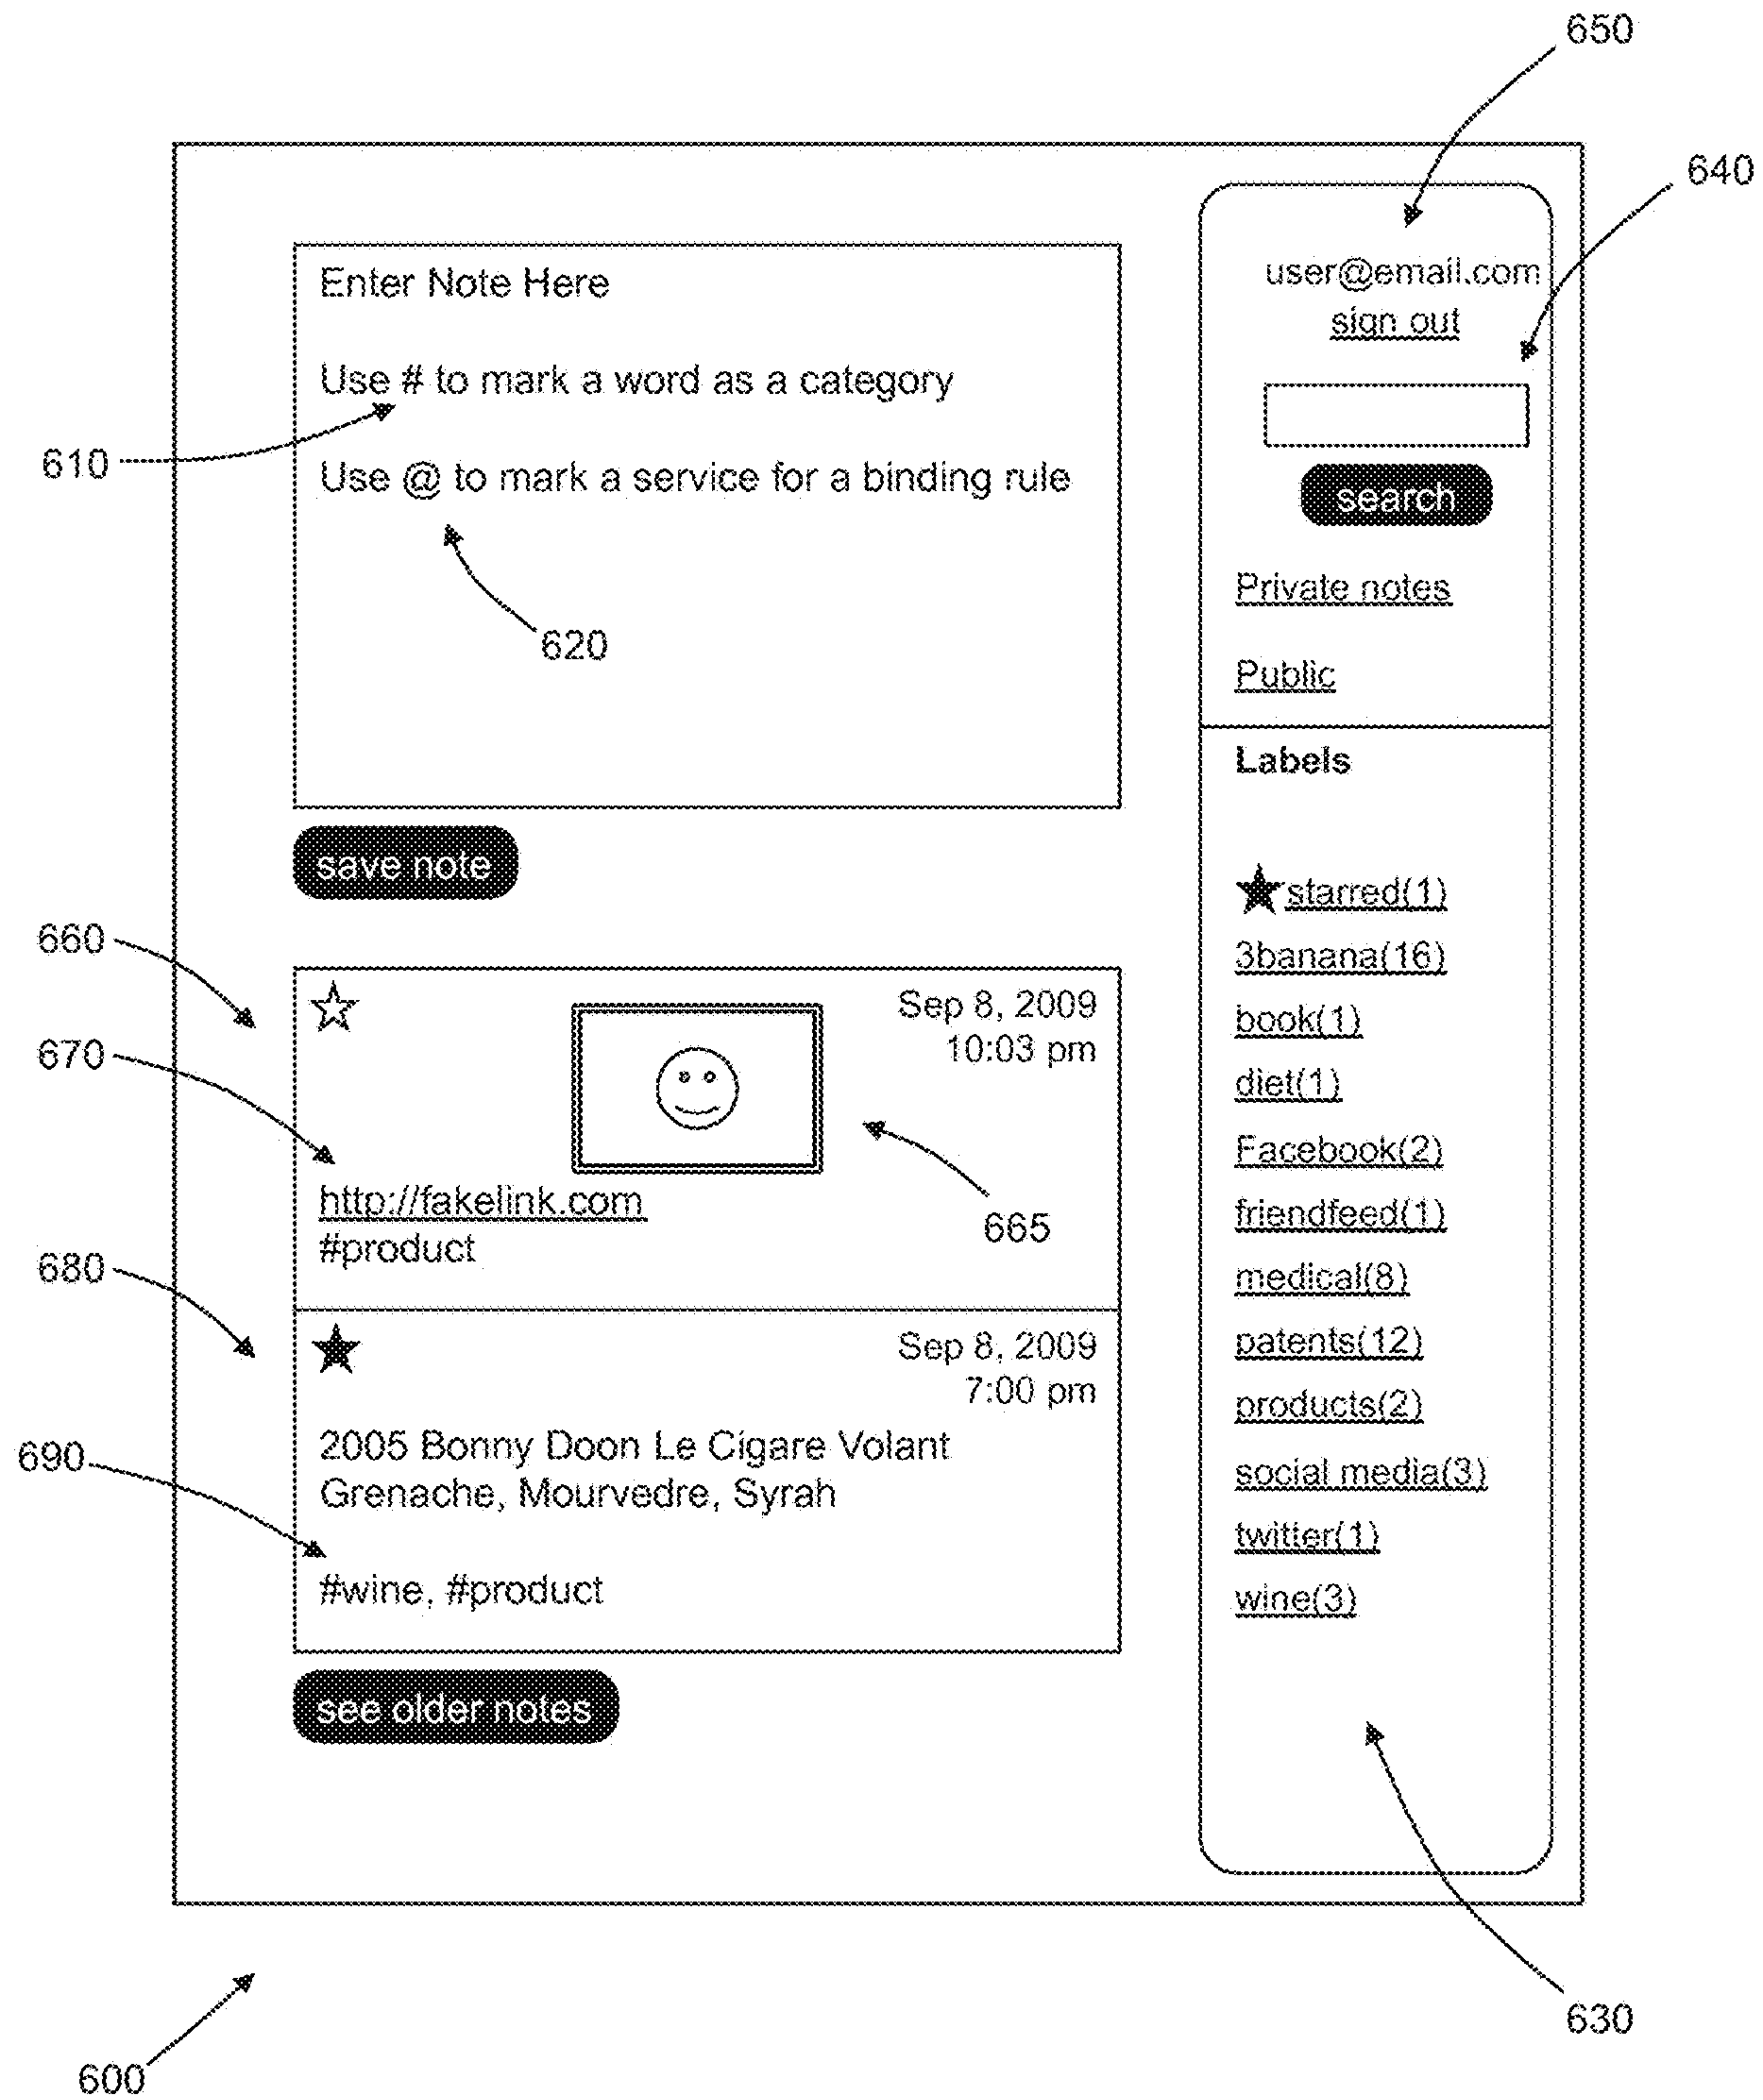 650
640
user@email.com
sign out
search
Private notes
Public
Enter Note Here
Use # to mark a word as a category
610
Use @ to mark a service for a binding rule
620
save note
Labels
starred(1)
3banana(16)
book(1)
diet(1)
Facebook(2)
friendfeed(1)
medical(8)
patents(12)
products(2)
social media(3)
twitter(1)
wine(3)
660
670
Sep 8, 2009
10:03 pm
http://fakelink.com
#product
665
680
Sep 8, 2009
7:00 pm
2005 Bonny Doon Le Cigare Volant
Grenache, Mourvedre, Syrah
690
#wine, #product
see older notes
630
600